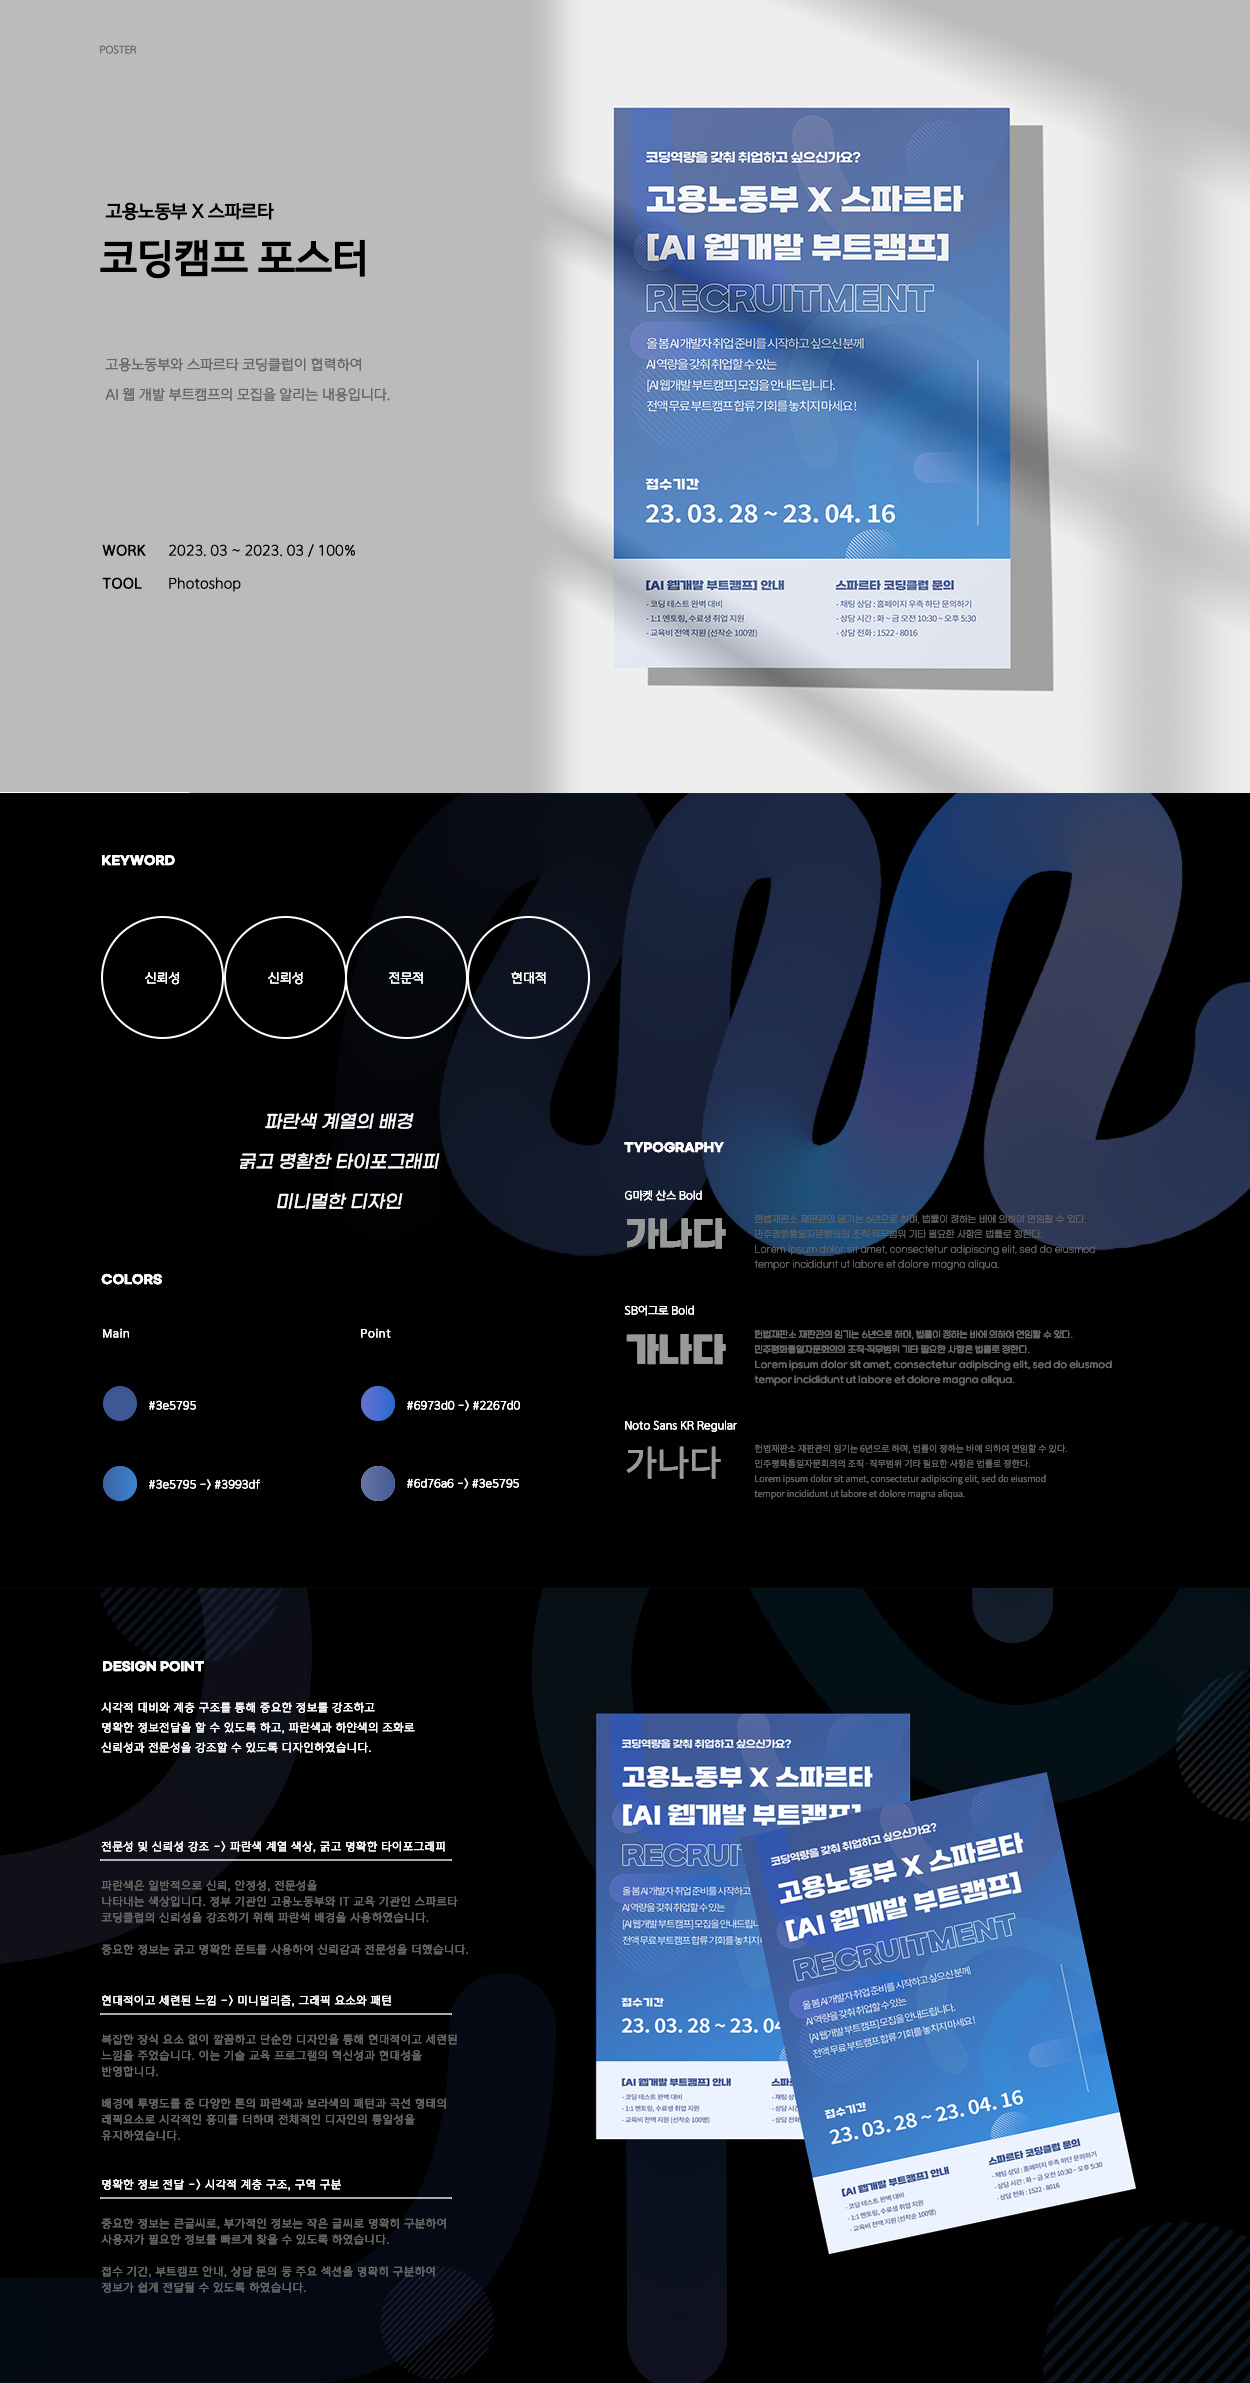 POSTER
고용노동부 X 스파르타
코딩캠프 포스터
고용노동부와 스파르타 코딩클럽이 협력하여
AI 웹 개발 부트캠프의 모집을 알리는 내용입니다.
WORK 2023. 03 ~ 2023. 03 / 100%
TOOL Photoshop
코딩역량을 갖춰 취업하고 싶으신가요?
고용노동부 X 스파르타
[AI 웹개발 부트캠프]
RECRUITMENT
올 봄 AI 개발자 취업 준비를 시작하고 싶으신 분께
AI 역량을 갖춰 취업할 수 있는
[AI 웹개발 부트캠프] 모집을 안내드립니다.
전액 무료 부트캠프 합류 기회를 놓치지 마세요!
접수기간
23. 03. 28 ~ 23. 04. 16
[AI 웹개발 부트캠프] 안내
- 코딩 테스트 완벽 대비
- 1:1 멘토링, 수료생 취업 지원
- 교육비 전액 지원 (선착순 100명)
스파르타 코딩클럽 문의
- 채팅 상담 : 홈페이지 우측 하단 문의하기
- 상담 시간 : 화 ~ 금 오전 10:30 ~ 오후 5:30
- 상담 전화 : 1522 - 8016
KEYWORD
신뢰성 신뢰성 전문적 현대적
파란색 계열의 배경
굵고 명확한 타이포그래피
미니멀한 디자인
COLORS
Main Point
#3e5795 #6973d0 -> #2267d0
#3e5795 -> #3993df #6d76a6 -> #3e5795
TYPOGRAPHY
G마켓 산스 Bold
가나다
헌법재판소 재판관의 임기는 6년으로 하며, 법률이 정하는 바에 의하여 연임할 수 있다.
민주평화통일자문회의의 조직·직무범위 기타 필요한 사항은 법률로 정한다.
Lorem ipsum dolor sit amet, consectetur adipiscing elit, sed do eiusmod
tempor incididunt ut labore et dolore magna aliqua.
SB어그로 Bold
가나다
헌법재판소 재판관의 임기는 6년으로 하며, 법률이 정하는 바에 의하여 연임할 수 있다.
민주평화통일자문회의의 조직·직무범위 기타 필요한 사항은 법률로 정한다.
Lorem ipsum dolor sit amet, consectetur adipiscing elit, sed do eiusmod
tempor incididunt ut labore et dolore magna aliqua.
Noto Sans KR Regular
가나다
헌법재판소 재판관의 임기는 6년으로 하며, 법률이 정하는 바에 의하여 연임할 수 있다.
민주평화통일자문회의의 조직·직무범위 기타 필요한 사항은 법률로 정한다.
Lorem ipsum dolor sit amet, consectetur adipiscing elit, sed do eiusmod
tempor incididunt ut labore et dolore magna aliqua.
DESIGN POINT
시각적 대비와 계층 구조를 통해 중요한 정보를 강조하고
명확한 정보전달을 할 수 있도록 하고, 파란색과 하얀색의 조화로
신뢰성과 전문성을 강조할 수 있도록 디자인하였습니다.
전문성 및 신뢰성 강조 -> 파란색 계열 색상, 굵고 명확한 타이포그래피
파란색은 일반적으로 신뢰, 안정성, 전문성을
나타내는 색상입니다. 정부 기관인 고용노동부와 IT 교육 기관인 스파르타
코딩클럽의 신뢰성을 강조하기 위해 파란색 배경을 사용하였습니다.
중요한 정보는 굵고 명확한 폰트를 사용하여 신뢰감과 전문성을 더했습니다.
현대적이고 세련된 느낌 -> 미니멀리즘, 그래픽 요소와 패턴
복잡한 장식 요소 없이 깔끔하고 단순한 디자인을 통해 현대적이고 세련된
느낌을 주었습니다. 이는 기술 교육 프로그램의 혁신성과 현대성을
반영합니다.
배경에 투명도를 준 다양한 톤의 파란색과 보라색의 패턴과 곡선 형태의
래픽요소로 시각적인 흥미를 더하며 전체적인 디자인의 통일성을
유지하였습니다.
명확한 정보 전달 -> 시각적 계층 구조, 구역 구분
중요한 정보는 큰글씨로, 부가적인 정보는 작은 글씨로 명확히 구분하여
사용자가 필요한 정보를 빠르게 찾을 수 있도록 하였습니다.
접수 기간, 부트캠프 안내, 상담 문의 등 주요 섹션을 명확히 구분하여
정보가 쉽게 전달될 수 있도록 하였습니다.
코딩역량을 갖춰 취업하고 싶으신가요?
고용노동부 X 스파르타
[AI 웹개발 부트캠프]
RECRUI
올 봄 AI 개발자 취업 준비를 시작하고
AI 역량을 갖춰 취업할 수 있는
[AI 웹개발 부트캠프] 모집을 안내드립니
전액 무료 부트캠프 합류 기회를 놓치지
접수기간
23. 03. 28 ~ 23. 04
[AI 웹개발 부트캠프] 안내
- 코딩 테스트 완벽 대비
- 1:1 멘토링, 수료생 취업 지원
- 교육비 전액 지원 (선착순 100명)
스파
- 채팅 상
- 상담 시간
- 상담 전화
코딩역량을 갖춰 취업하고 싶으신가요?
고용노동부 X 스파르타
[AI 웹개발 부트캠프]
RECRUITMENT
올 봄 AI 개발자 취업 준비를 시작하고 싶으신 분께
AI 역량을 갖춰 취업할 수 있는
[AI 웹개발 부트캠프] 모집을 안내드립니다.
전액 무료 부트캠프 합류 기회를 놓치지 마세요!
접수기간
23. 03. 28 ~ 23. 04. 16
[AI 웹개발 부트캠프] 안내
- 코딩 테스트 완벽 대비
- 1:1 멘토링, 수료생 취업 지원
- 교육비 전액 지원 (선착순 100명)
스파르타 코딩클럽 문의
- 채팅 상담 : 홈페이지 우측 하단 문의하기
- 상담 시간 : 화 ~ 금 오전 10:30 ~ 오후 5:30
- 상담 전화 : 1522 - 8016